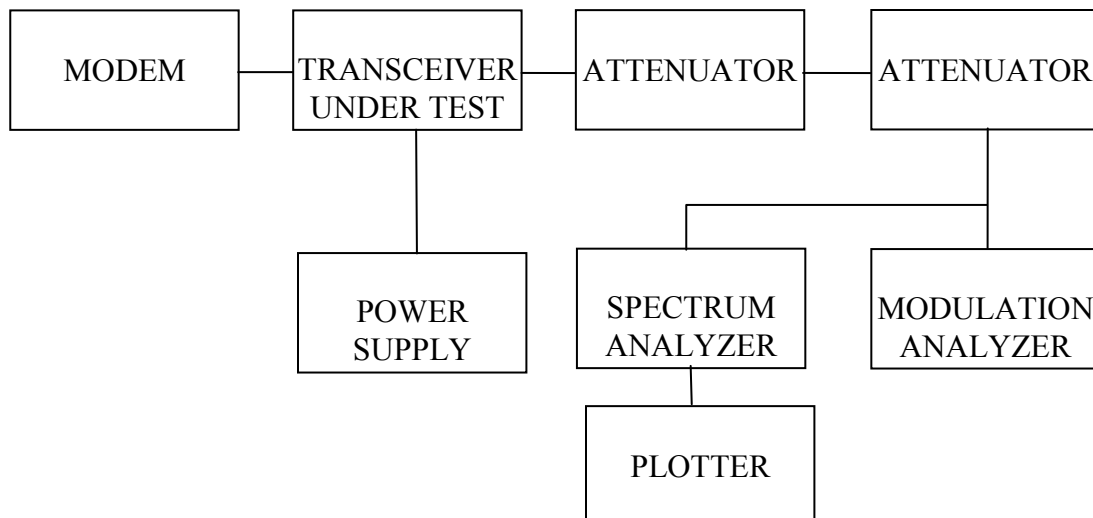 MODEM
TRANSCEIVER
UNDER TEST
ATTENUATOR
ATTENUATOR
POWER
SUPPLY
SPECTRUM
ANALYZER
MODULATION
ANALYZER
PLOTTER